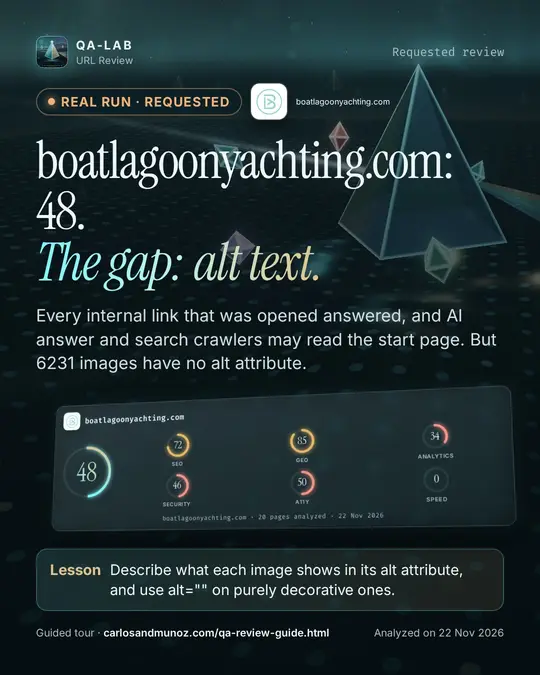 QA-LAB
URL Review
Requested review
REAL RUN · REQUESTED
boatlagoonyachting.com
boatlagoonyachting.com:
48.
The gap: alt text.
Every internal link that was opened answered, and AI
answer and search crawlers may read the start page. But
6231 images have no alt attribute.
boatlagoonyachting.com
48
72
SEO
85
GEO
34
ANALYTICS
46
SECURITY
50
A11Y
0
SPEED
boatlagoonyachting.com · 20 pages analyzed · 22 Nov 2026
Lesson Describe what each image shows in its alt attribute,
and use alt="" on purely decorative ones.
Guided tour · carlosandmunoz.com/qa-review-guide.html
Analyzed on 22 Nov 2026